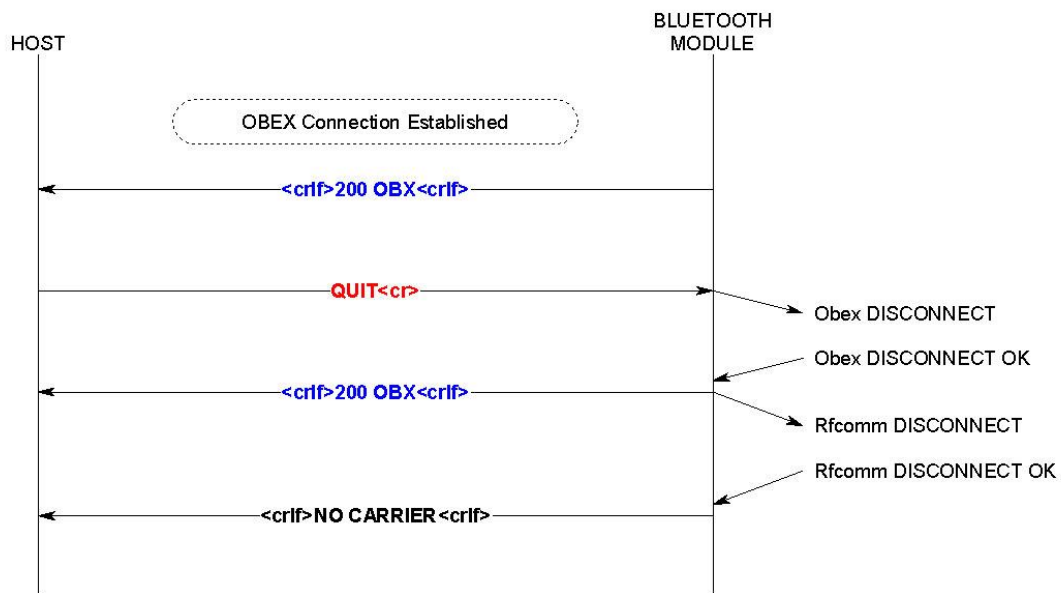 HOST
BLUETOOTH
MODULE
OBEX Connection Established
<crlf>200 OBX<crlf>
QUIT<cr>
Obex DISCONNECT
Obex DISCONNECT OK
<crlf>200 OBX<crlf>
Rfcomm DISCONNECT
Rfcomm DISCONNECT OK
<crlf>NO CARRIER<crlf>